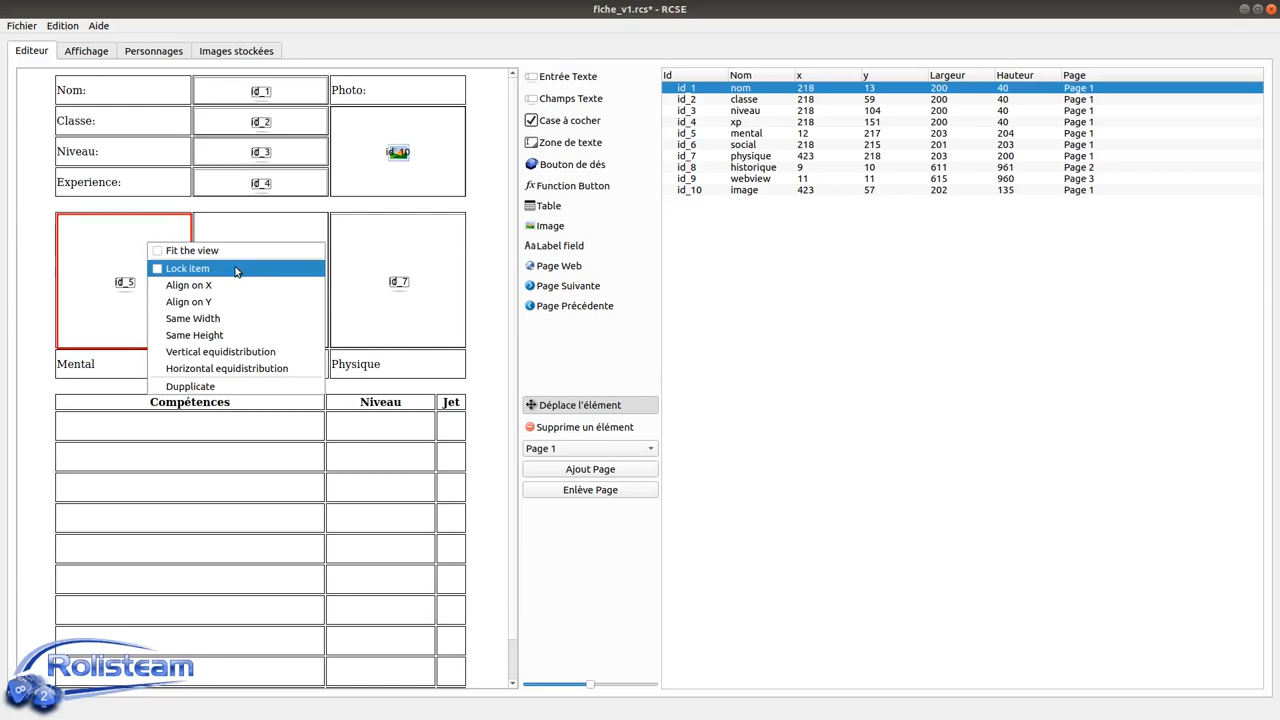 fiche_v1.rcs* - RCSE
Fichier Edition Aide
Editeur Affichage Personnages Images stockées
Nom: id_1 Photo:
Classe: id_2
Niveau: id_3 id_10
Experience: id_4
id_5 id_7
Fit the view
Lock item
Align on X
Align on Y
Same Width
Same Height
Vertical equidistribution
Horizontal equidistribution
Dupplicate
Mental Physique
Compétences Niveau Jet
Rolisteam
8 2
Entrée Texte
Champs Texte
Case à cocher
Zone de texte
Bouton de dés
Function Button
Table
Image
Aa Label field
Page Web
Page Suivante
Page Précédente
Déplace l'élément
Supprime un élément
Page 1
Ajout Page
Enlève Page
Id Nom x y Largeur Hauteur Page
id_1 nom 218 13 200 40 Page 1
id_2 classe 218 59 200 40 Page 1
id_3 niveau 218 104 200 40 Page 1
id_4 xp 218 151 200 40 Page 1
id_5 mental 12 217 203 204 Page 1
id_6 social 218 215 201 203 Page 1
id_7 physique 423 218 203 200 Page 1
id_8 historique 9 10 611 961 Page 2
id_9 webview 11 11 615 960 Page 3
id_10 image 423 57 202 135 Page 1